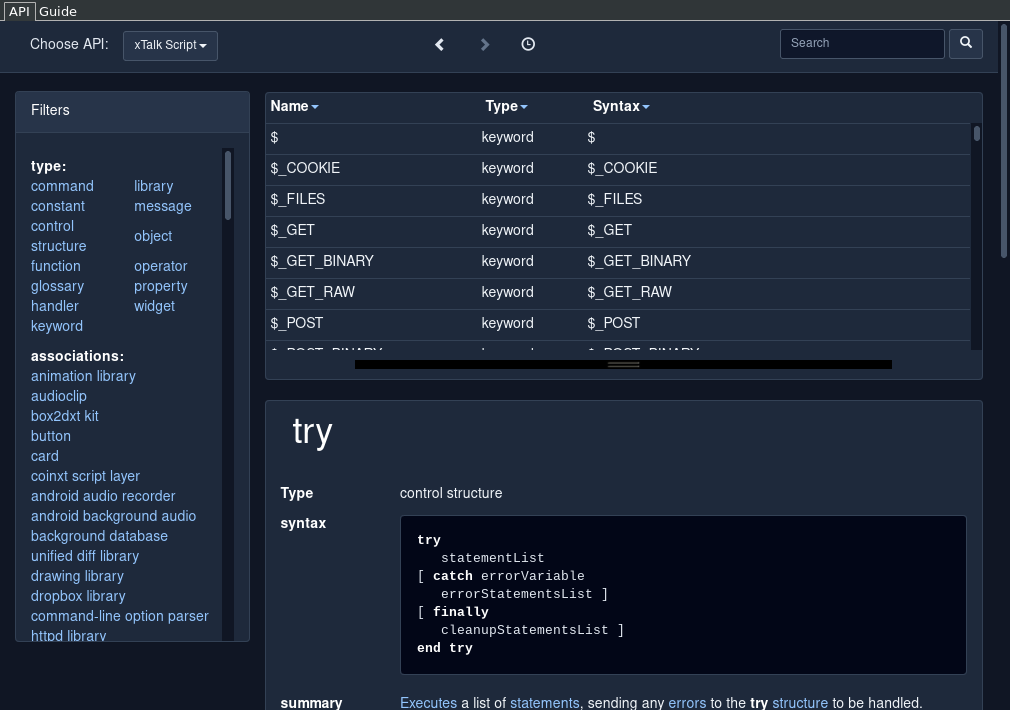 API Guide
Choose API: xTalk Script Search
Filters
type:
command library
constant message
control
structure object
function operator
glossary property
handler widget
keyword
associations:
animation library
audioclip
box2dxt kit
button
card
coinxt script layer
android audio recorder
android background audio
background database
unified diff library
drawing library
dropbox library
command-line option parser
httpd library
Name Type Syntax
$ keyword $
$_COOKIE keyword $_COOKIE
$_FILES keyword $_FILES
$_GET keyword $_GET
$_GET_BINARY keyword $_GET_BINARY
$_GET_RAW keyword $_GET_RAW
$_POST keyword $_POST
$_POST_BINARY keyword $_POST_BINARY
try
Type control structure
syntax
try
statementList
[ catch errorVariable
errorStatementsList ]
[ finally
cleanupStatementsList ]
end try
summary Executes a list of statements, sending any errors to the try structure to be handled.